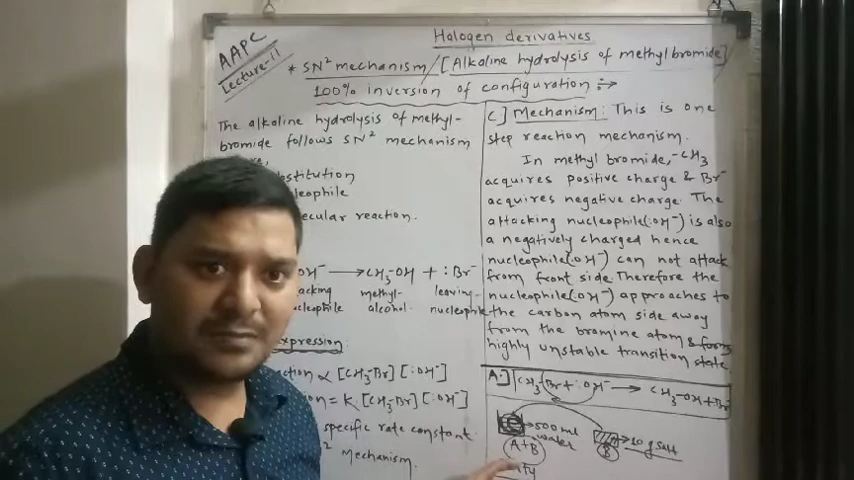 Halogen derivatives
AAPC
Lecture-11
* SN² mechanism/[Alkaline hydrolysis of methyl bromide]
100% inversion of configuration :→
The alkaline hydrolysis of methyl-
bromide follows SN² mechanism
bstitution
leophile
ecular reaction.
OH⁻ ⟶ CH₃-OH + :Br⁻
acking methyl- leaving-
cleophile alcohol. nucleophile
expression
ction ∝ [CH₃-Br] [:OH⁻]
ion = k [CH₃-Br] [:OH⁻]
specific rate constant
² Mechanism.
C] Mechanism: This is one
step reaction mechanism.
In methyl bromide, -CH₃
acquires positive charge & Br⁻
acquires negative charge. The
attacking nucleophile(:OH⁻) is also
a negatively charged hence
nucleophile(:OH⁻) can not attack
from front side. Therefore the
nucleophile(:OH⁻) approaches to
the carbon atom side away
from the bromine atom & forms
highly unstable transition state.
A:] CH₃-Br + :OH⁻ ⟶ CH₃-OH + Br⁻
→500 ml
water
→10 g salt
A+B
B